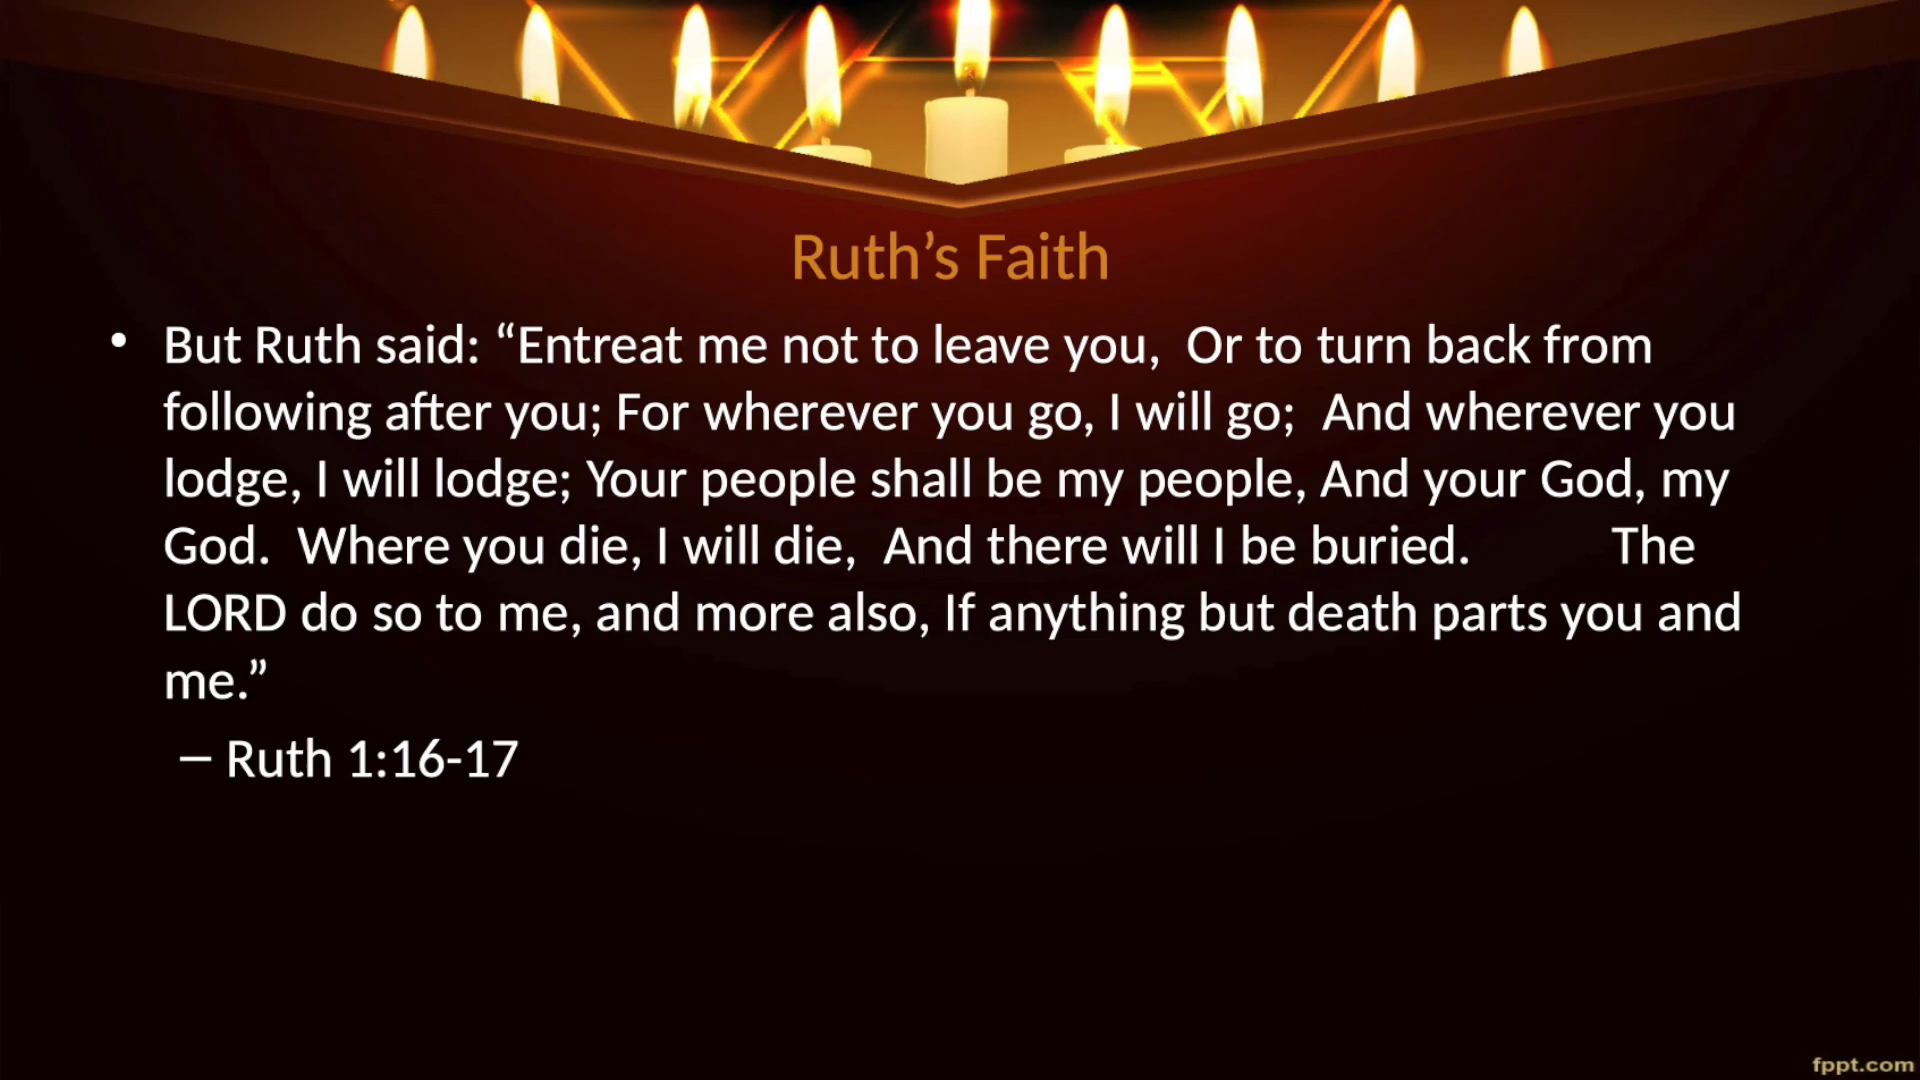 Ruth’s Faith
• But Ruth said: “Entreat me not to leave you,  Or to turn back from
following after you; For wherever you go, I will go;  And wherever you
lodge, I will lodge; Your people shall be my people, And your God, my
God.  Where you die, I will die,  And there will I be buried.          The
LORD do so to me, and more also, If anything but death parts you and
me.”
– Ruth 1:16-17
fppt.com